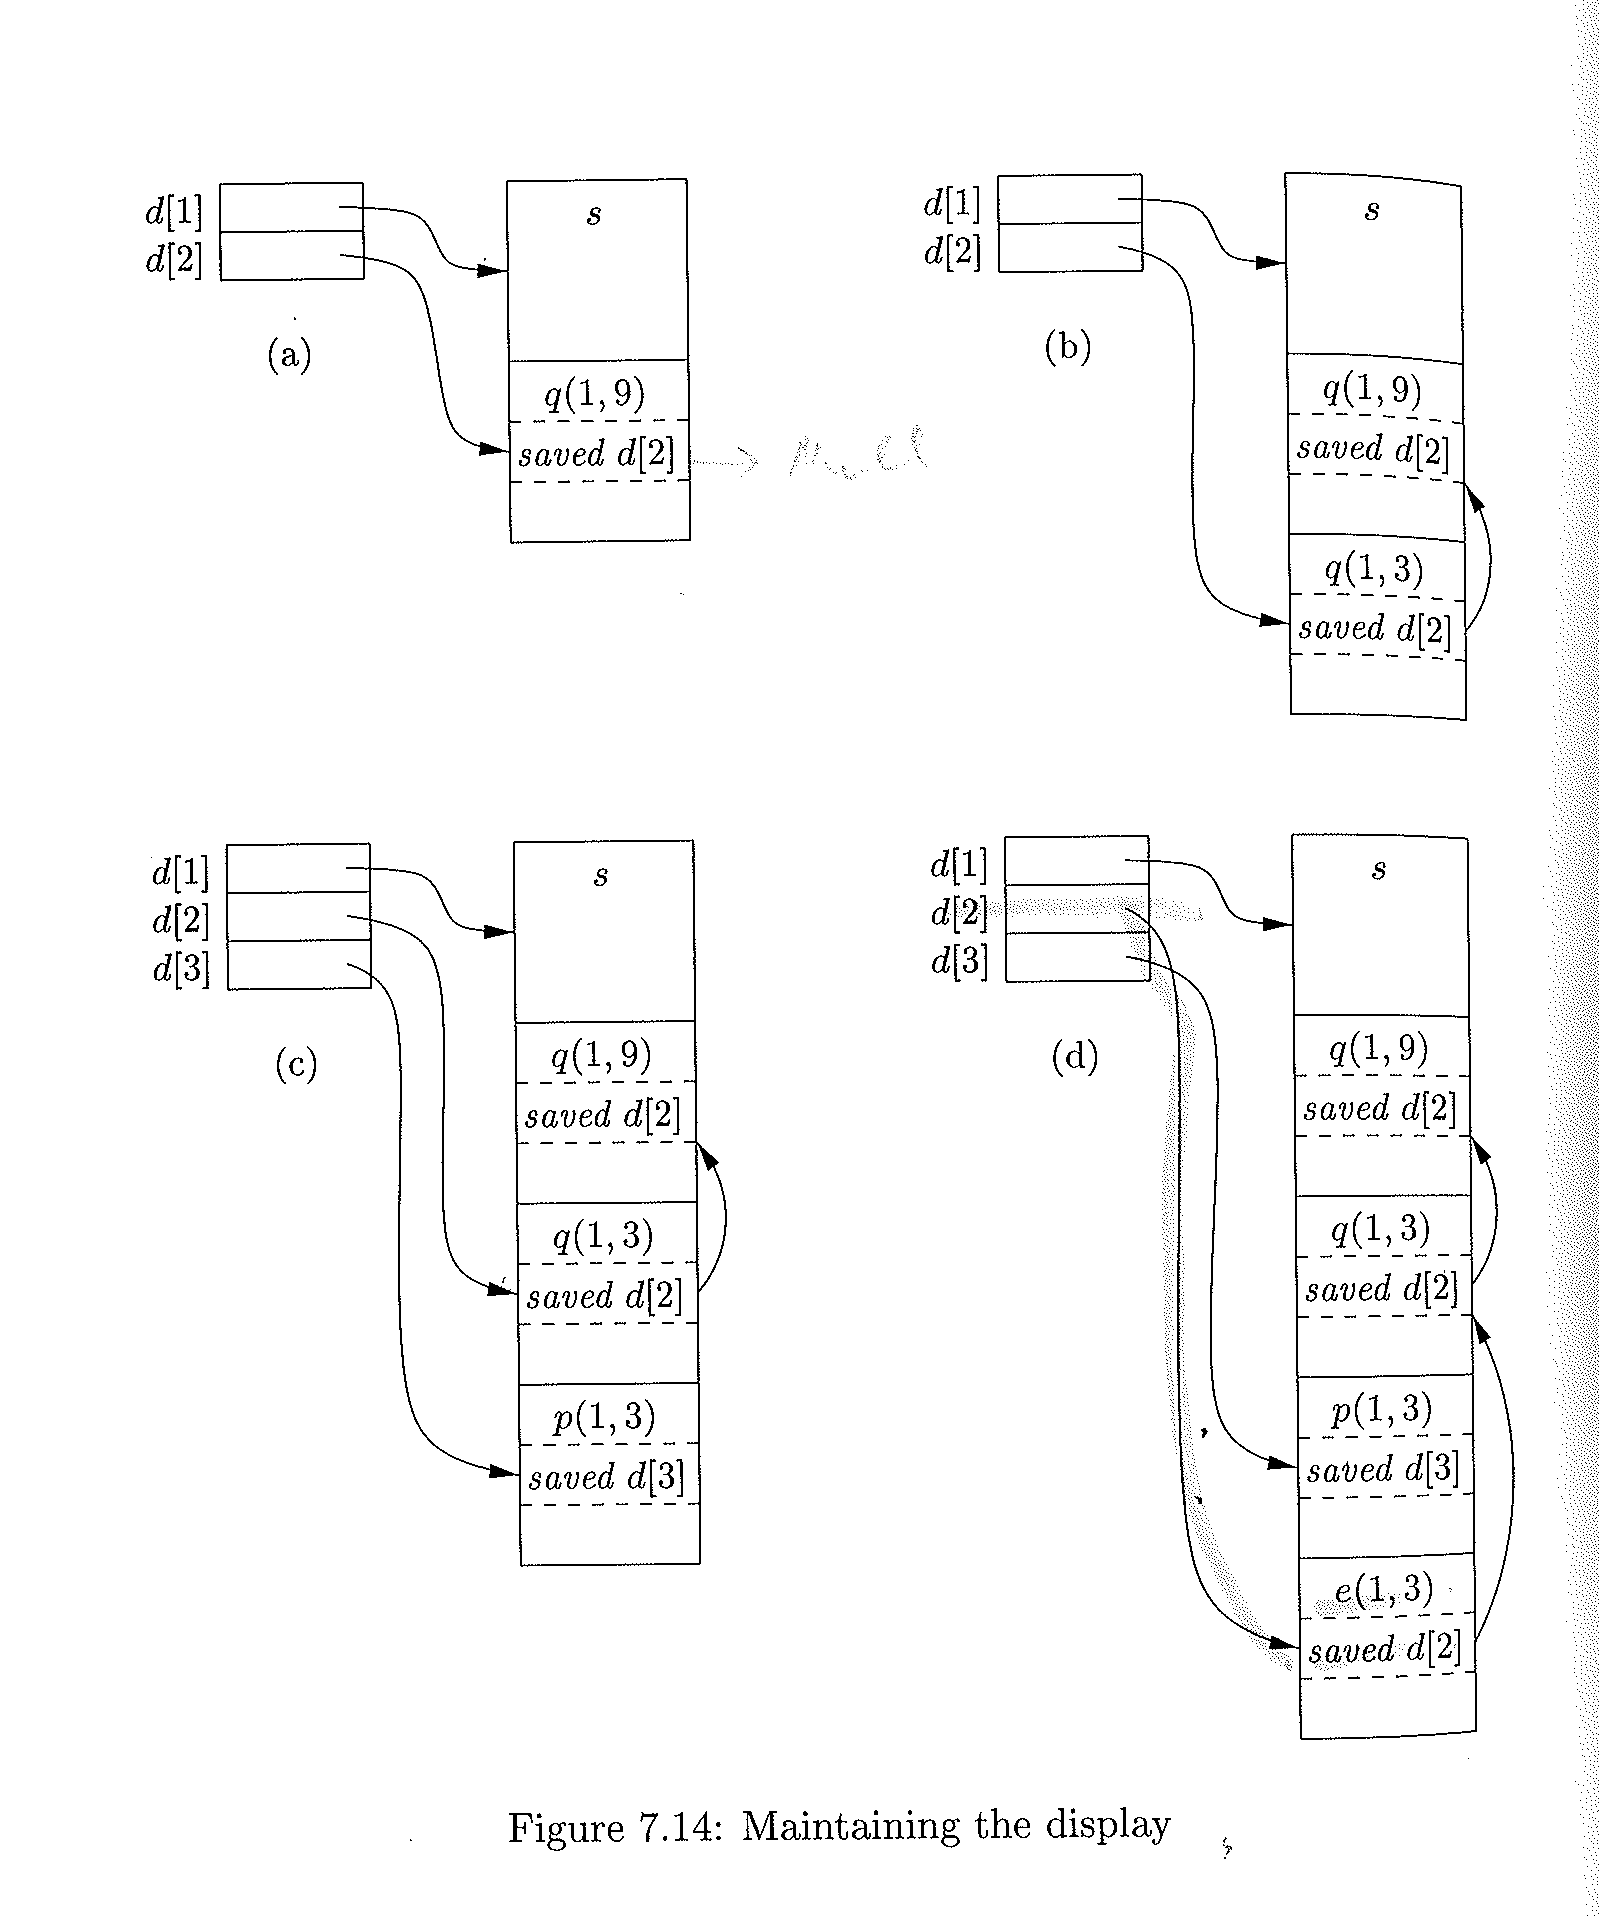 d[1]
d[2]
s
(a)
q(1, 9)
saved d[2]
d[1]
d[2]
s
(b)
q(1, 9)
saved d[2]
q(1, 3)
saved d[2]
d[1]
d[2]
d[3]
s
(c)
q(1, 9)
saved d[2]
q(1, 3)
saved d[2]
p(1, 3)
saved d[3]
d[1]
d[2]
d[3]
s
(d)
q(1, 9)
saved d[2]
q(1, 3)
saved d[2]
p(1, 3)
saved d[3]
e(1, 3)
saved d[2]
Figure 7.14: Maintaining the display